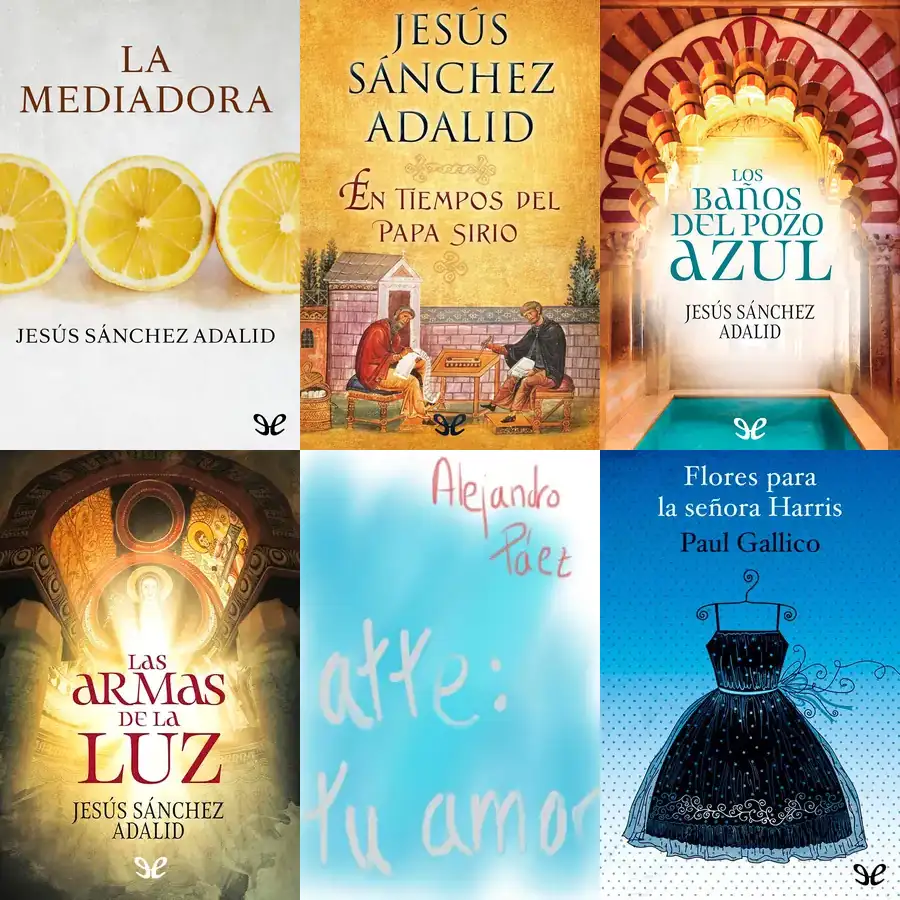 LA
MEDIADORA
JESÚS SÁNCHEZ ADALID
JESÚS
SÁNCHEZ
ADALID
EN TIEMPOS DEL
PAPA SIRIO
LOS
BAÑOS
DEL POZO
AZUL
JESÚS SÁNCHEZ
ADALID
LAS
ARMAS
DE LA
LUZ
JESÚS SÁNCHEZ
ADALID
Alejandro
Páez
atte:
tu amor
Flores para
la señora Harris
Paul Gallico